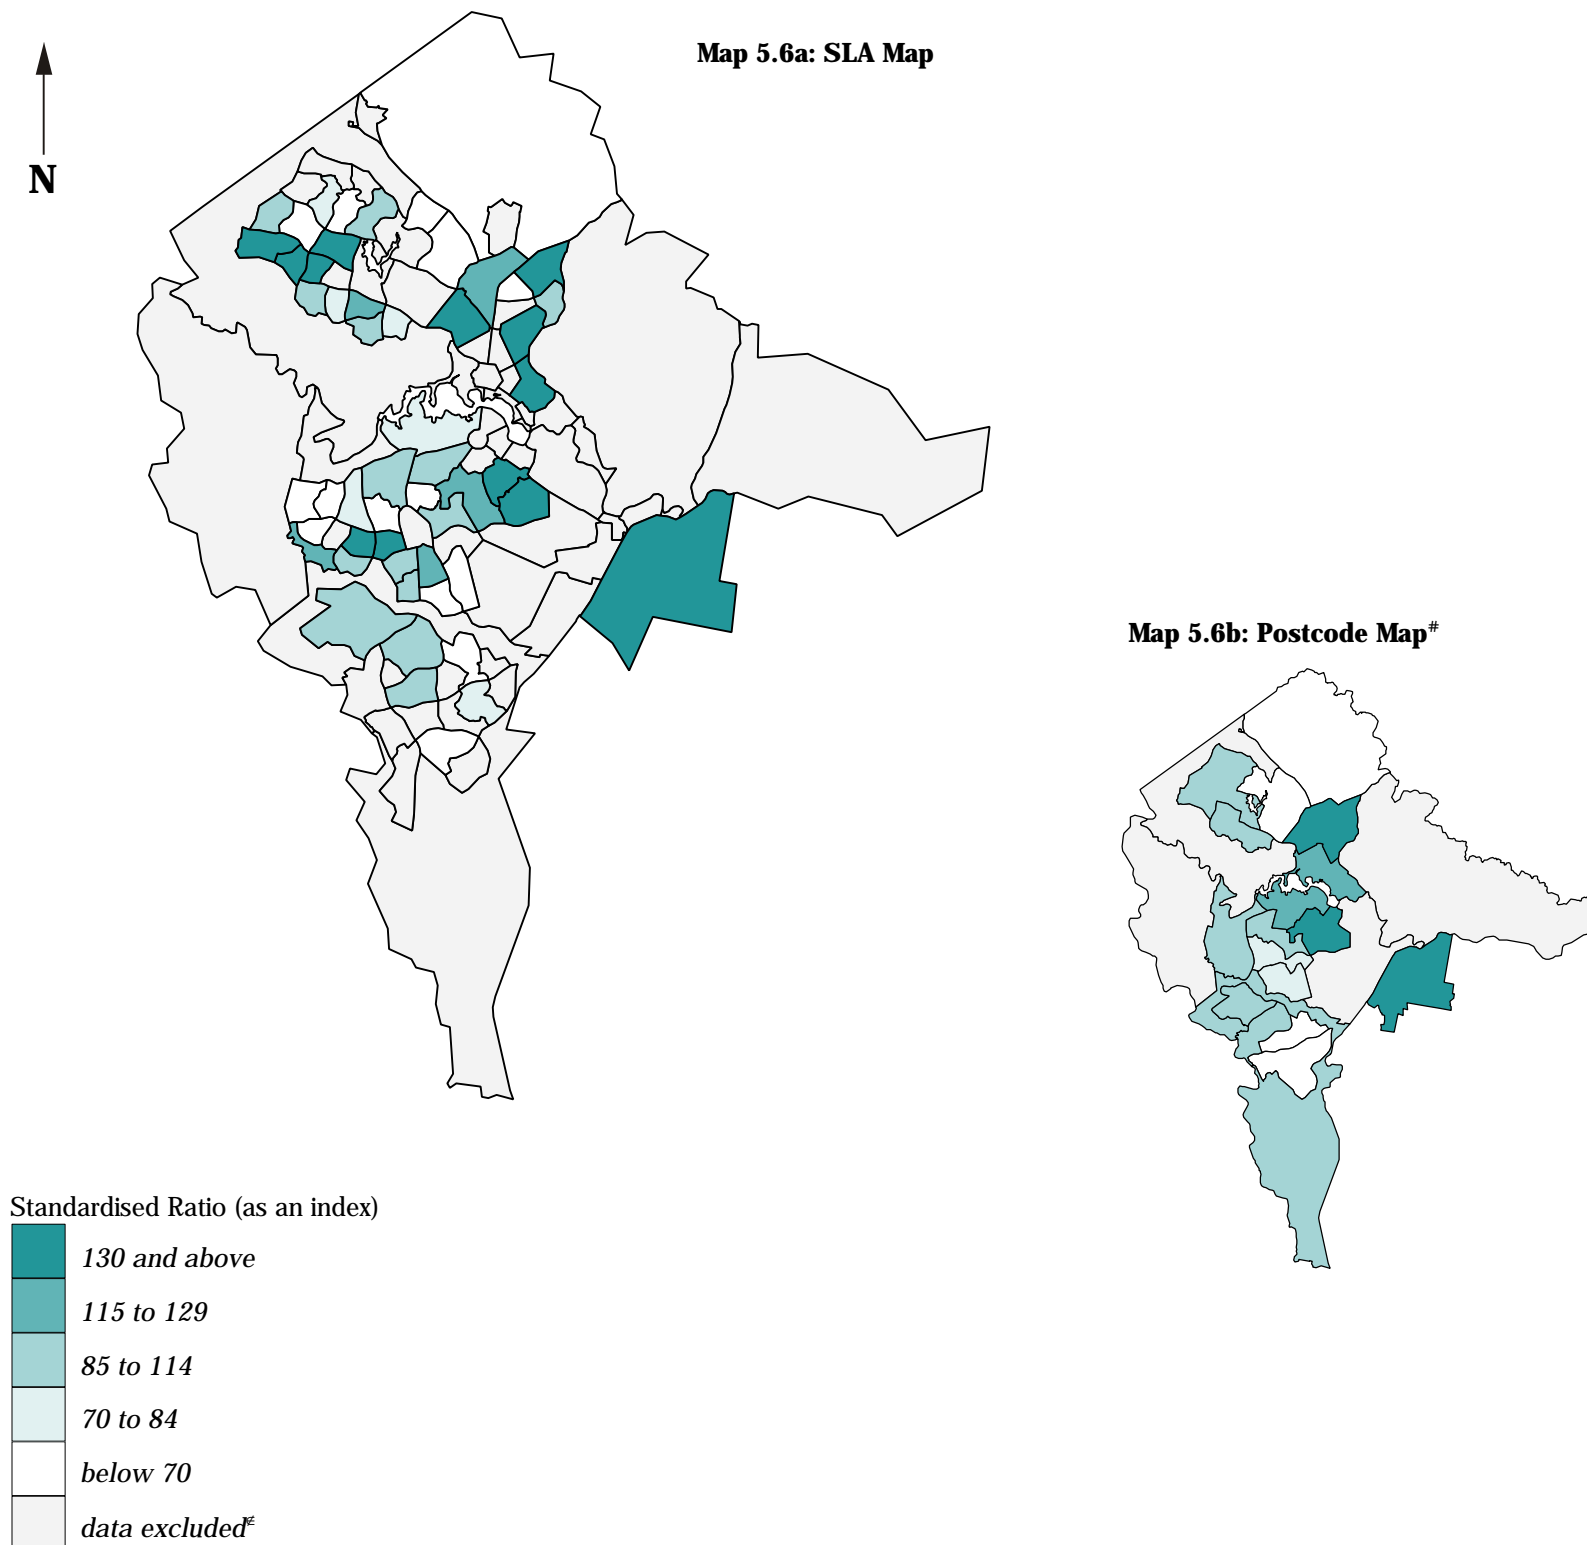 Map 5.6a: SLA Map
N
Map 5.6b: Postcode Map#
Standardised Ratio (as an index)
130 and above
115 to 129
85 to 114
70 to 84
below 70
data excluded